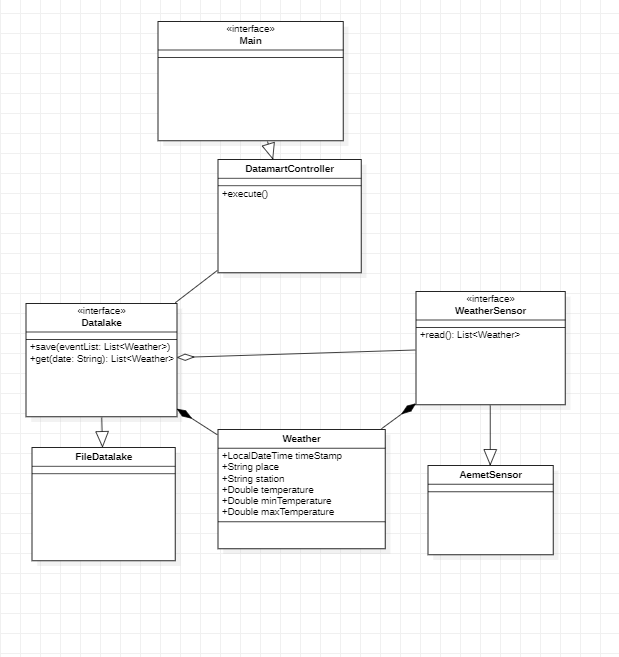 «interface»
Main
DatamartController
+execute()
«interface»
Datalake
+save(eventList: List<Weather>)
+get(date: String): List<Weather>
«interface»
WeatherSensor
+read(): List<Weather>
Weather
+LocalDateTime timeStamp
+String place
+String station
+Double temperature
+Double minTemperature
+Double maxTemperature
FileDatalake
AemetSensor